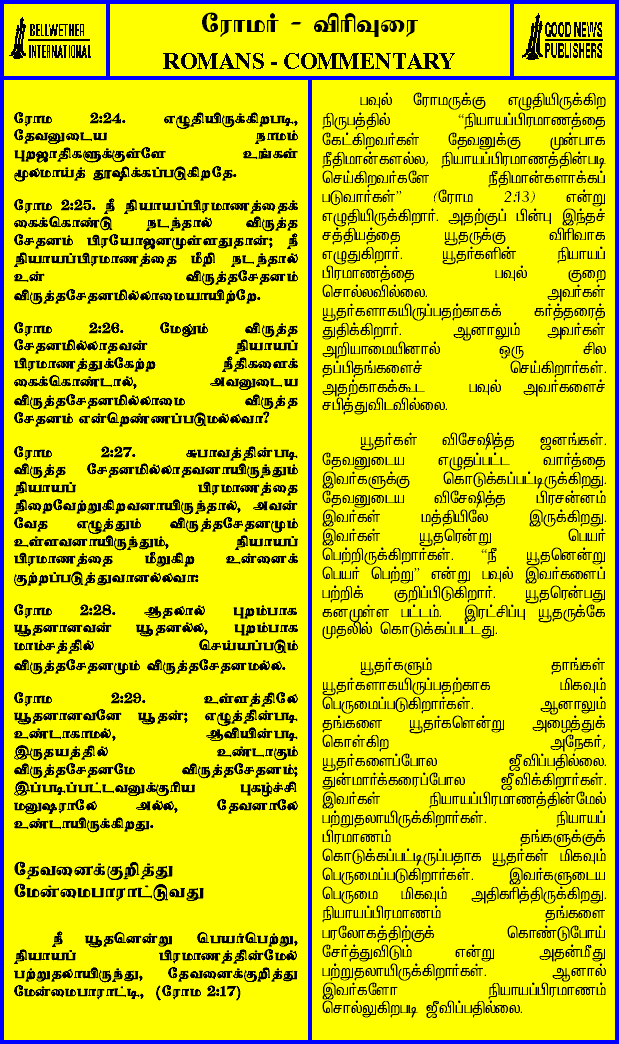 BELLWETHER
INTERNATIONAL
ரோமர் - விரிவுரை
ROMANS - COMMENTARY
GOOD NEWS
PUBLISHERS
ரோம 2:24. எழுதியிருக்கிறபடி,
தேவனுடைய நாமம்
புறஜாதிகளுக்குள்ளே உங்கள்
மூலமாய்த் தூஷிக்கப்படுகிறதே.
ரோம 2:25. நீ நியாயப்பிரமாணத்தைக்
கைக்கொண்டு நடந்தால் விருத்த
சேதனம் பிரயோஜனமுள்ளதுதான்; நீ
நியாயப்பிரமாணத்தை மீறி நடந்தால்
உன் விருத்தசேதனம்
விருத்தசேதனமில்லாமையாயிற்றே.
ரோம 2:26. மேலும் விருத்த
சேதனமில்லாதவன் நியாயப்
பிரமாணத்துக்கேற்ற நீதிகளைக்
கைக்கொண்டால், அவனுடைய
விருத்தசேதனமில்லாமை விருத்த
சேதனம் என்றெண்ணப்படுமல்லவா?
ரோம 2:27. சுபாவத்தின்படி
விருத்த சேதனமில்லாதவனாயிருந்தும்
நியாயப் பிரமாணத்தை
நிறைவேற்றுகிறவனாயிருந்தால், அவன்
வேத எழுத்தும் விருத்தசேதனமும்
உள்ளவனாயிருந்தும், நியாயப்
பிரமாணத்தை மீறுகிற உன்னைக்
குற்றப்படுத்துவானல்லவா:
ரோம 2:28. ஆதலால் புறம்பாக
யூதனானவன் யூதனல்ல, புறம்பாக
மாம்சத்தில் செய்யப்படும்
விருத்தசேதனமும் விருத்தசேதனமல்ல.
ரோம 2:29. உள்ளத்திலே
யூதனானவனே யூதன்; எழுத்தின்படி
உண்டாகாமல், ஆவியின்படி
இருதயத்தில் உண்டாகும்
விருத்தசேதனமே விருத்தசேதனம்;
இப்படிப்பட்டவனுக்குரிய புகழ்ச்சி
மனுஷராலே அல்ல, தேவனாலே
உண்டாயிருக்கிறது.
தேவனைக்குறித்து
மேன்மைபாராட்டுவது
நீ யூதனென்று பெயர்பெற்று,
நியாயப் பிரமாணத்தின்மேல்
பற்றுதலாயிருந்து, தேவனைக்குறித்து
மேன்மைபாராட்டி, (ரோம 2:17)
பவுல் ரோமருக்கு எழுதியிருக்கிற
நிருபத்தில் “நியாயப்பிரமாணத்தை
கேட்கிறவர்கள் தேவனுக்கு முன்பாக
நீதிமான்களல்ல, நியாயப்பிரமாணத்தின்படி
செய்கிறவர்களே நீதிமான்களாக்கப்
படுவார்கள்” (ரோம 2:13) என்று
எழுதியிருக்கிறார். அதற்குப் பின்பு இந்தச்
சத்தியத்தை யூதருக்கு விரிவாக
எழுதுகிறார். யூதர்களின் நியாயப்
பிரமாணத்தை பவுல் குறை
சொல்லவில்லை. அவர்கள்
யூதர்களாகயிருப்பதற்காகக் கர்த்தரைத்
துதிக்கிறார். ஆனாலும் அவர்கள்
அறியாமையினால் ஒரு சில
தப்பிதங்களைச் செய்கிறார்கள்.
அதற்காகக்கூட பவுல் அவர்களைச்
சபித்துவிடவில்லை.
யூதர்கள் விசேஷித்த ஜனங்கள்.
தேவனுடைய எழுதப்பட்ட வார்த்தை
இவர்களுக்கு கொடுக்கப்பட்டிருக்கிறது.
தேவனுடைய விசேஷித்த பிரசன்னம்
இவர்கள் மத்தியிலே இருக்கிறது.
இவர்கள் யூதரென்று பெயர்
பெற்றிருக்கிறார்கள். “நீ யூதனென்று
பெயர் பெற்று” என்று பவுல் இவர்களைப்
பற்றிக் குறிப்பிடுகிறார். யூதரென்பது
கனமுள்ள பட்டம். இரட்சிப்பு யூதருக்கே
முதலில் கொடுக்கப்பட்டது.
யூதர்களும் தாங்கள்
யூதர்களாகயிருப்பதற்காக மிகவும்
பெருமைப்படுகிறார்கள். ஆனாலும்
தங்களை யூதர்களென்று அழைத்துக்
கொள்கிற அநேகர்,
யூதர்களைப்போல ஜீவிப்பதில்லை.
துன்மார்க்கரைப்போல ஜீவிக்கிறார்கள்.
இவர்கள் நியாயப்பிரமாணத்தின்மேல்
பற்றுதலாயிருக்கிறார்கள். நியாயப்
பிரமாணம் தங்களுக்குக்
கொடுக்கப்பட்டிருப்பதாக யூதர்கள் மிகவும்
பெருமைப்படுகிறார்கள். இவர்களுடைய
பெருமை மிகவும் அதிகரித்திருக்கிறது.
நியாயப்பிரமாணம் தங்களை
பரலோகத்திற்குக் கொண்டுபோய்
சேர்த்துவிடும் என்று அதன்மீது
பற்றுதலாயிருக்கிறார்கள். ஆனால்
இவர்களோ நியாயப்பிரமாணம்
சொல்லுகிறபடி ஜீவிப்பதில்லை.